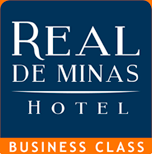 REAL
DE MINAS
HOTEL
BUSINESS CLASS